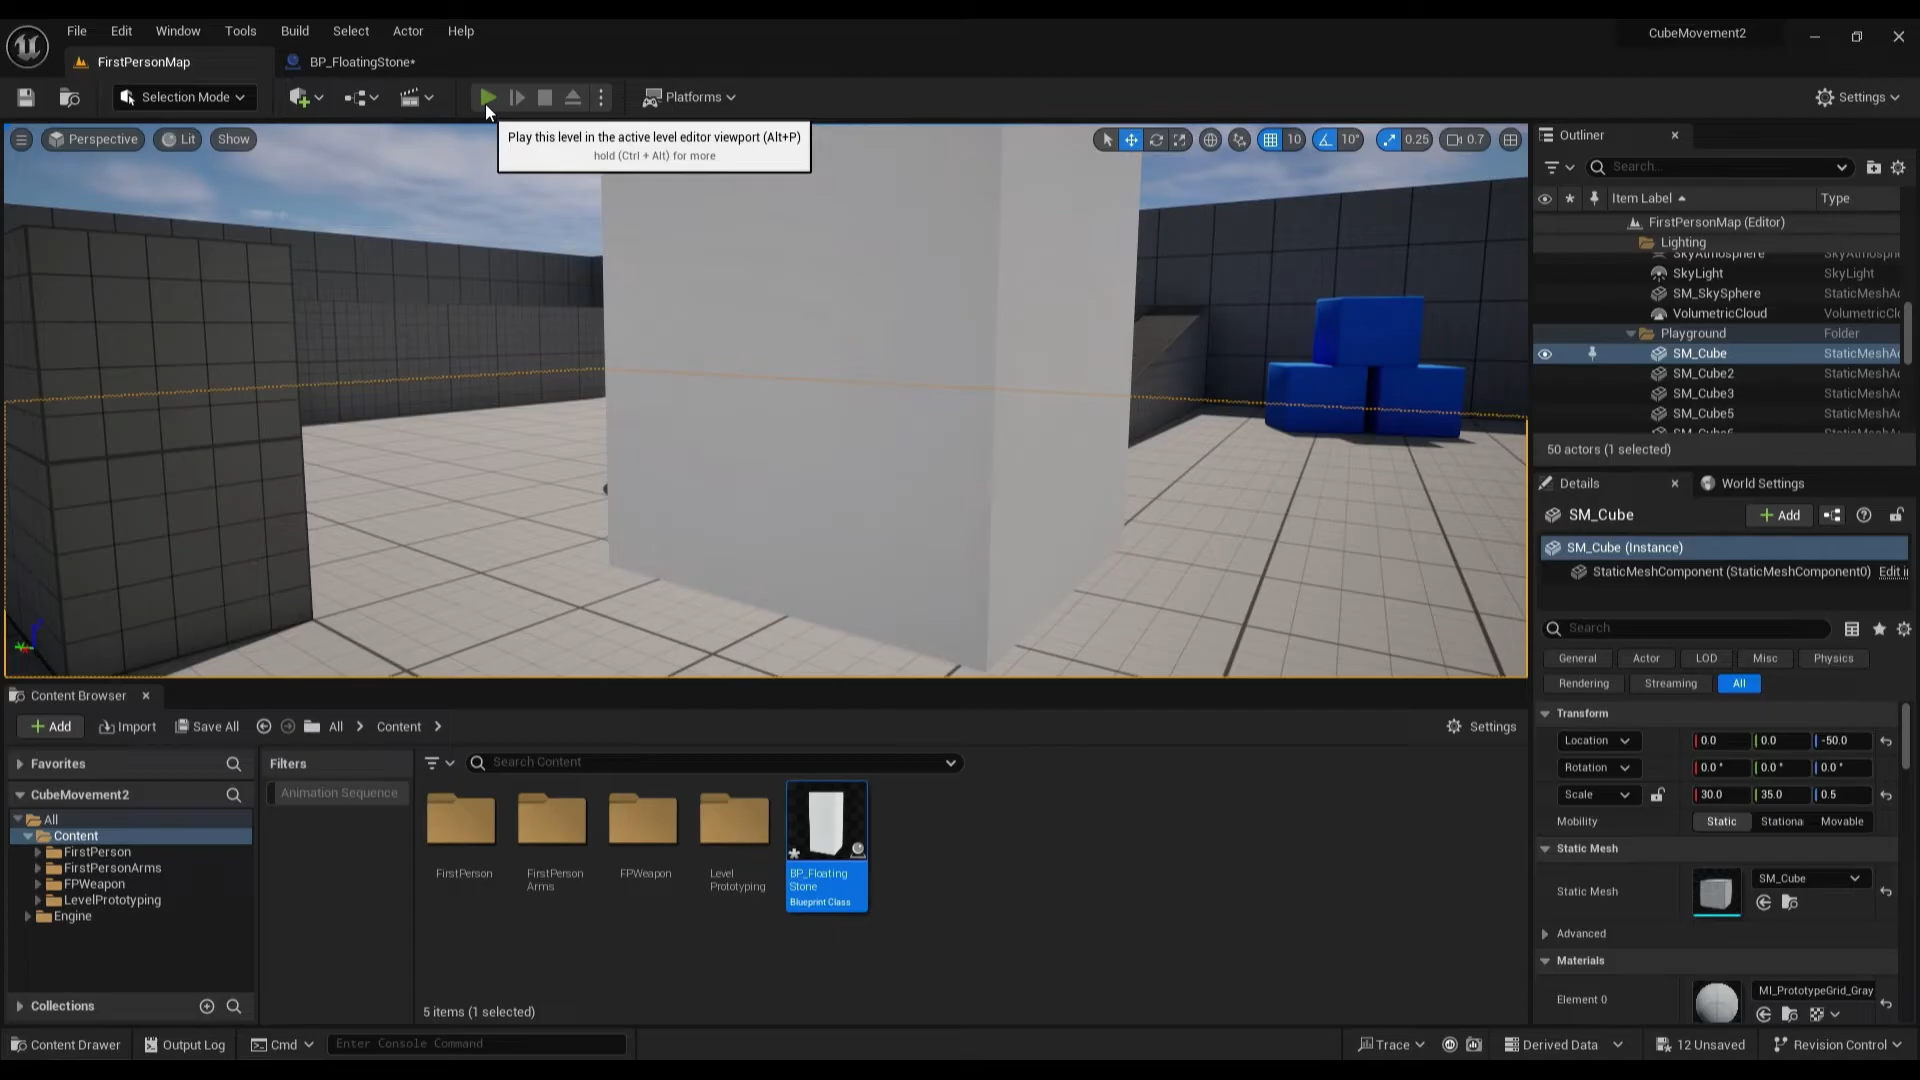 File Edit Window Tools Build Select Actor Help
CubeMovement2
FirstPersonMap
BP_FloatingStone*
Selection Mode
Platforms
Settings
Play this level in the active level editor viewport (Alt+P)
hold (Ctrl + Alt) for more
Perspective
Lit
Show
10
10°
0.25
0.7
Outliner
Search...
Item Label
Type
FirstPersonMap (Editor)
Lighting
SkyLight SkyLight
SM_SkySphere StaticMeshAc
VolumetricCloud VolumetricClo
Playground Folder
SM_Cube StaticMeshAc
SM_Cube2 StaticMeshAc
SM_Cube3 StaticMeshAc
SM_Cube5 StaticMeshAc
50 actors (1 selected)
Details
World Settings
SM_Cube
Add
SM_Cube (Instance)
StaticMeshComponent (StaticMeshComponent0) Edit i
Search
General Actor LOD Misc Physics
Rendering Streaming All
Transform
Location 0.0 0.0 -50.0
Rotation 0.0° 0.0° 0.0°
Scale 30.0 35.0 0.5
Mobility Static Stationa Movable
Static Mesh
Static Mesh SM_Cube
Advanced
Materials
Element 0 MI_PrototypeGrid_Gray
Content Browser
Add Import Save All All Content
Settings
Favorites
Filters
Search Content
CubeMovement2
Animation Sequence
All
Content
FirstPerson
FirstPersonArms
FPWeapon
LevelPrototyping
Engine
FirstPerson
FirstPerson
Arms
FPWeapon
Level
Prototyping
BP_Floating
Stone
Blueprint Class
Collections
5 items (1 selected)
Content Drawer
Output Log
Cmd
Enter Console Command
Trace
Derived Data
12 Unsaved
Revision Control